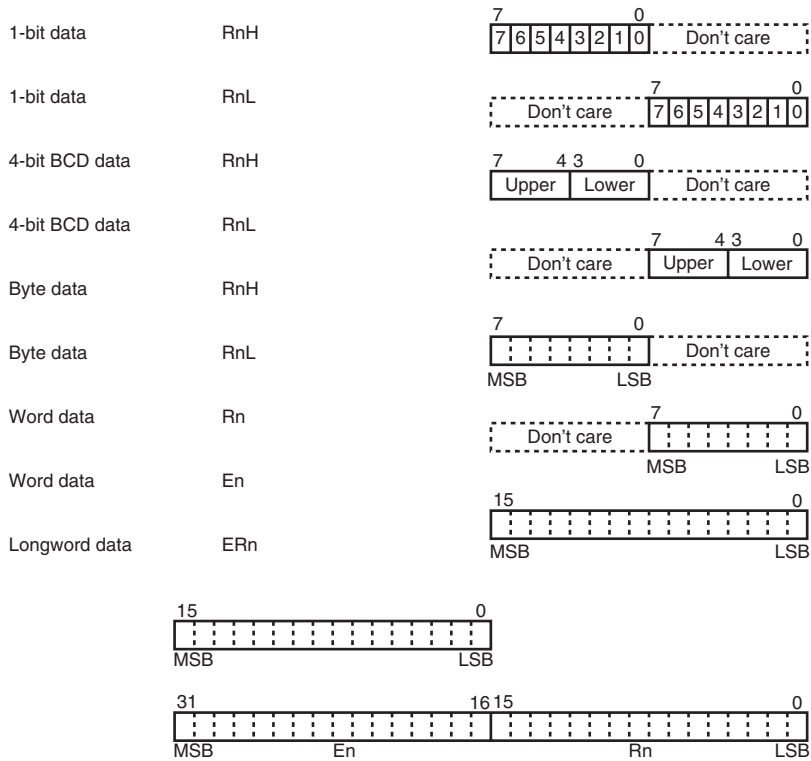 7 0
1-bit data RnH 7 6 5 4 3 2 1 0 Don't care
7 0
1-bit data RnL Don't care 7 6 5 4 3 2 1 0
4-bit BCD data RnH 7 4 3 0
Upper Lower Don't care
4-bit BCD data RnL
7 4 3 0
Don't care Upper Lower
Byte data RnH
7 0
Byte data RnL Don't care
MSB LSB
Word data Rn 7 0
Don't care
MSB LSB
Word data En
15 0
Longword data ERn MSB LSB
15 0
MSB LSB
31 16 15 0
MSB En Rn LSB